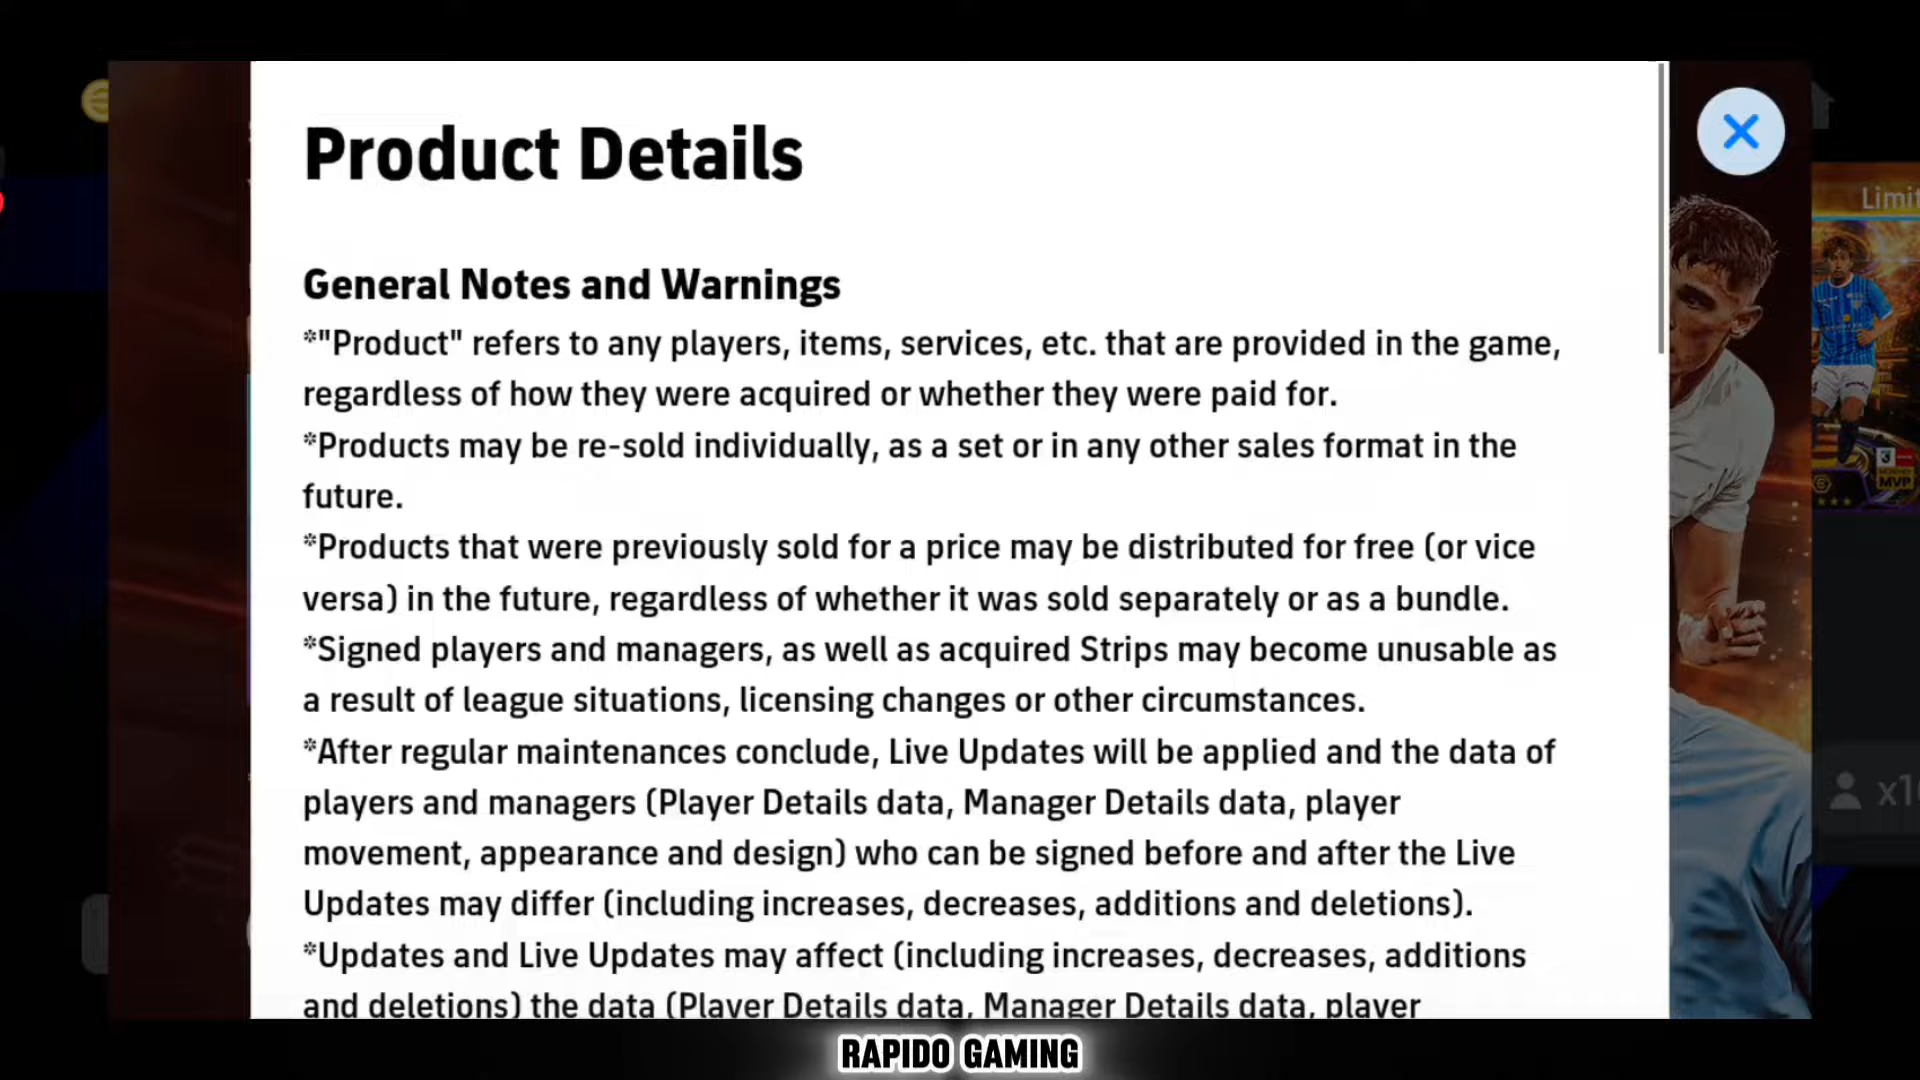 Product Details
General Notes and Warnings
*"Product" refers to any players, items, services, etc. that are provided in the game,
regardless of how they were acquired or whether they were paid for.
*Products may be re-sold individually, as a set or in any other sales format in the
future.
*Products that were previously sold for a price may be distributed for free (or vice
versa) in the future, regardless of whether it was sold separately or as a bundle.
*Signed players and managers, as well as acquired Strips may become unusable as
a result of league situations, licensing changes or other circumstances.
*After regular maintenances conclude, Live Updates will be applied and the data of
players and managers (Player Details data, Manager Details data, player
movement, appearance and design) who can be signed before and after the Live
Updates may differ (including increases, decreases, additions and deletions).
*Updates and Live Updates may affect (including increases, decreases, additions
and deletions) the data (Player Details data, Manager Details data, player
MVP
RAPIDO GAMING